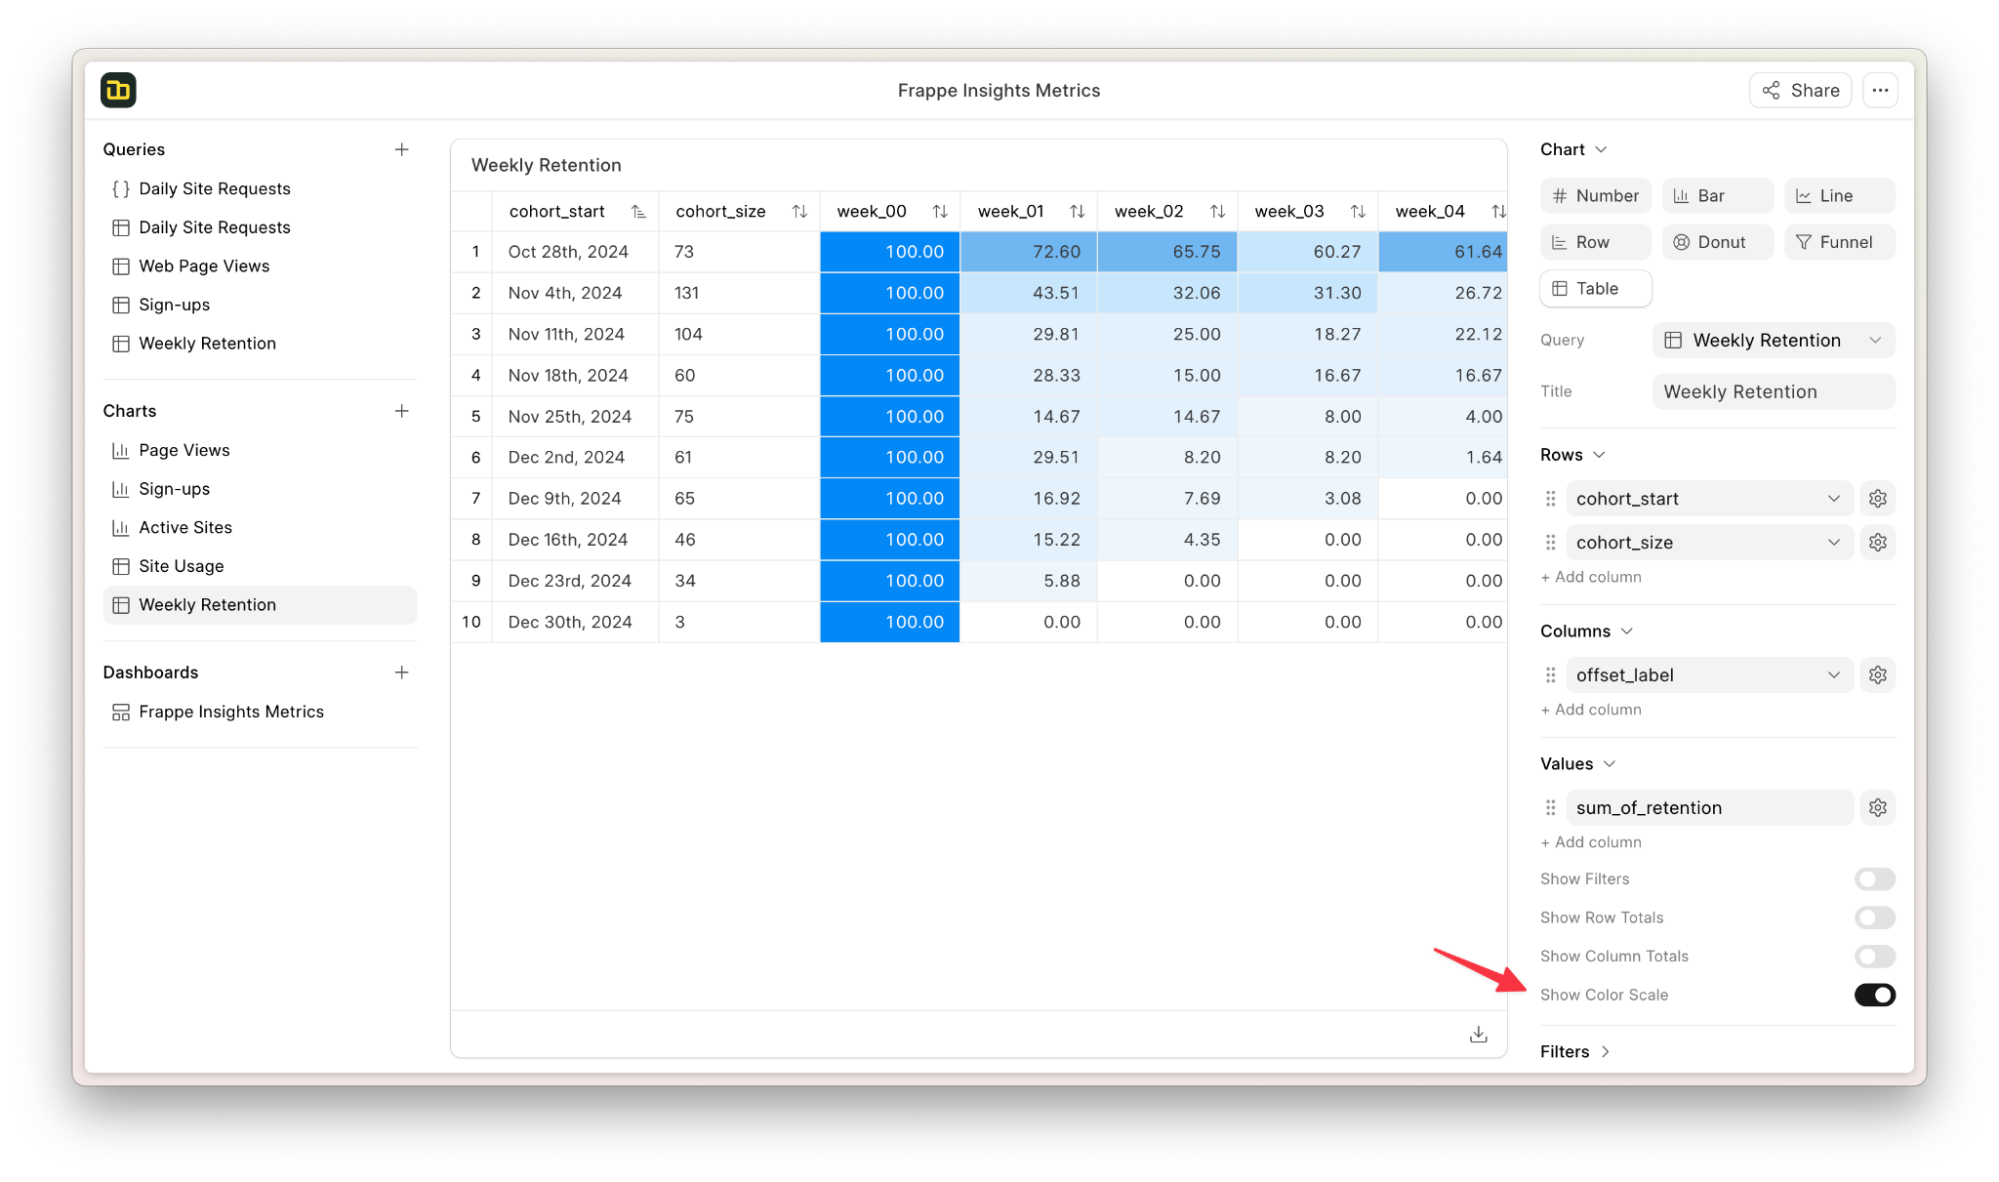 Frappe Insights Metrics
Share
Queries
Daily Site Requests
Daily Site Requests
Web Page Views
Sign-ups
Weekly Retention
Charts
Page Views
Sign-ups
Active Sites
Site Usage
Weekly Retention
Dashboards
Frappe Insights Metrics
Weekly Retention
cohort_start cohort_size week_00 week_01 week_02 week_03 week_04
1 Oct 28th, 2024 73 100.00 72.60 65.75 60.27 61.64
2 Nov 4th, 2024 131 100.00 43.51 32.06 31.30 26.72
3 Nov 11th, 2024 104 100.00 29.81 25.00 18.27 22.12
4 Nov 18th, 2024 60 100.00 28.33 15.00 16.67 16.67
5 Nov 25th, 2024 75 100.00 14.67 14.67 8.00 4.00
6 Dec 2nd, 2024 61 100.00 29.51 8.20 8.20 1.64
7 Dec 9th, 2024 65 100.00 16.92 7.69 3.08 0.00
8 Dec 16th, 2024 46 100.00 15.22 4.35 0.00 0.00
9 Dec 23rd, 2024 34 100.00 5.88 0.00 0.00 0.00
10 Dec 30th, 2024 3 100.00 0.00 0.00 0.00 0.00
Chart
Number Bar Line
Row Donut Funnel
Table
Query Weekly Retention
Title Weekly Retention
Rows
cohort_start
cohort_size
+ Add column
Columns
offset_label
+ Add column
Values
sum_of_retention
+ Add column
Show Filters
Show Row Totals
Show Column Totals
Show Color Scale
Filters